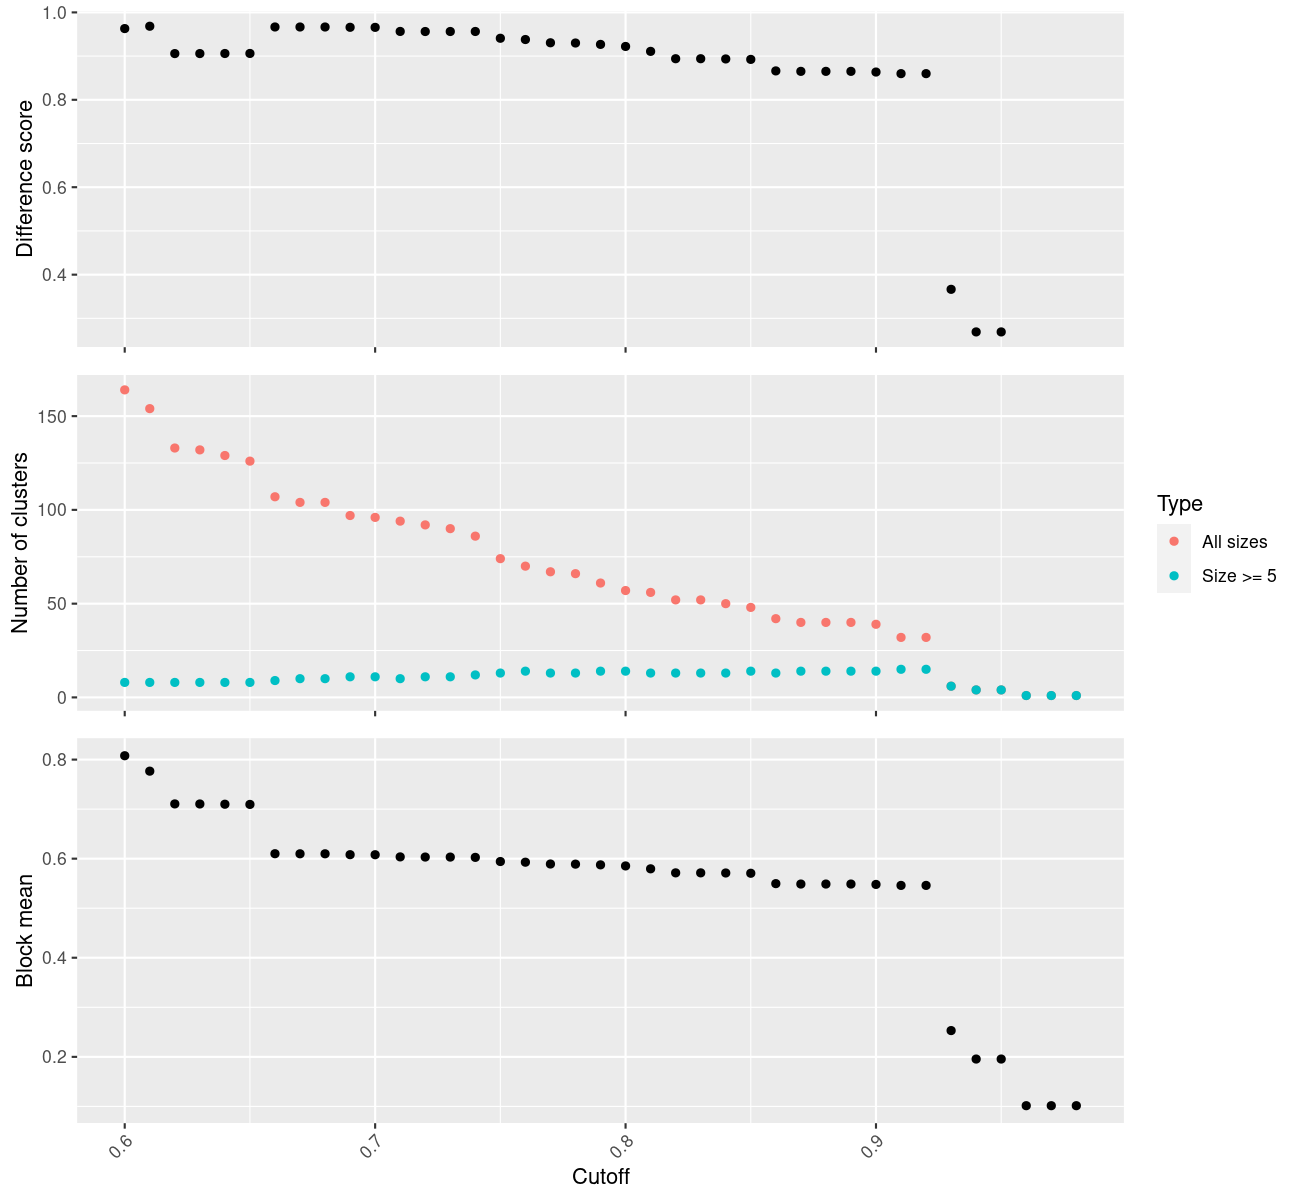 1.0
0.8
0.6
0.4
Difference score
150
100
50
0
Number of clusters
Type
All sizes
Size >= 5
0.8
0.6
0.4
0.2
Block mean
0.6
0.7
0.8
0.9
Cutoff